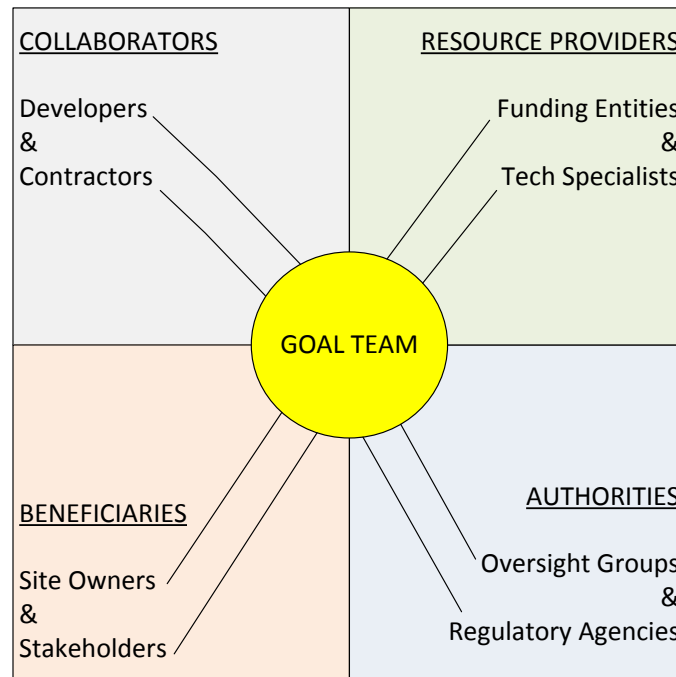 COLLABORATORS
Developers
&
Contractors
RESOURCE PROVIDERS
Funding Entities
&
Tech Specialists
GOAL TEAM
BENEFICIARIES
Site Owners
&
Stakeholders
AUTHORITIES
Oversight Groups
&
Regulatory Agencies